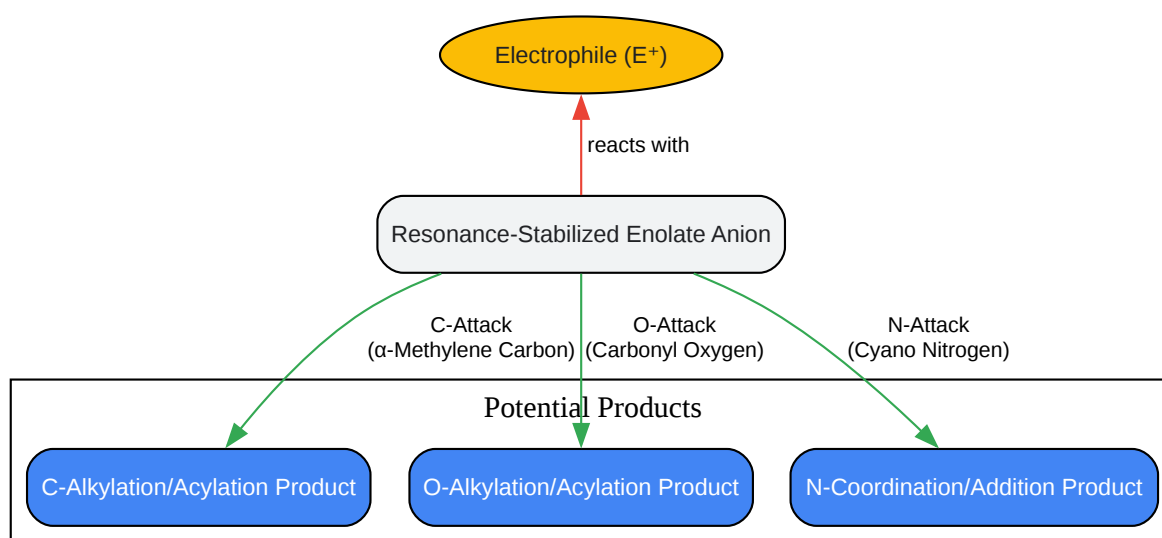 Electrophile (E⁺)
reacts with
Resonance-Stabilized Enolate Anion
C-Attack
(α-Methylene Carbon)
O-Attack
(Carbonyl Oxygen)
N-Attack
(Cyano Nitrogen)
Potential Products
C-Alkylation/Acylation Product
O-Alkylation/Acylation Product
N-Coordination/Addition Product